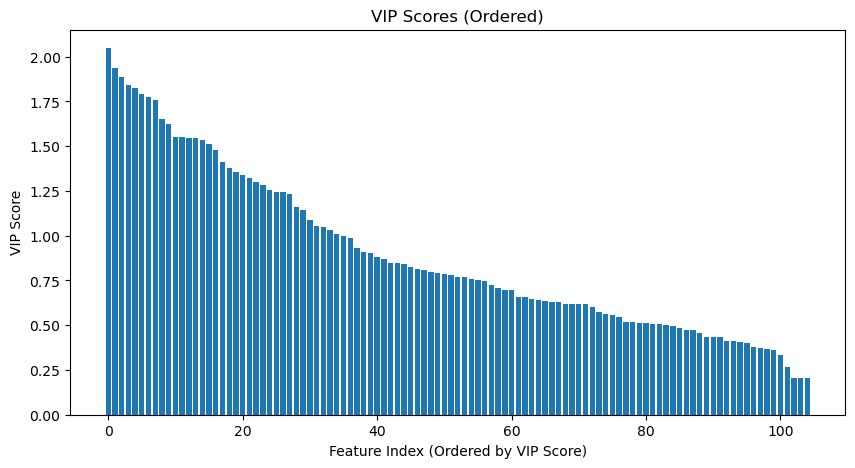 VIP Scores (Ordered)
2.00
1.75
1.50
1.25
1.00
0.75
0.50
0.25
0.00
VIP Score
0 20 40 60 80 100
Feature Index (Ordered by VIP Score)